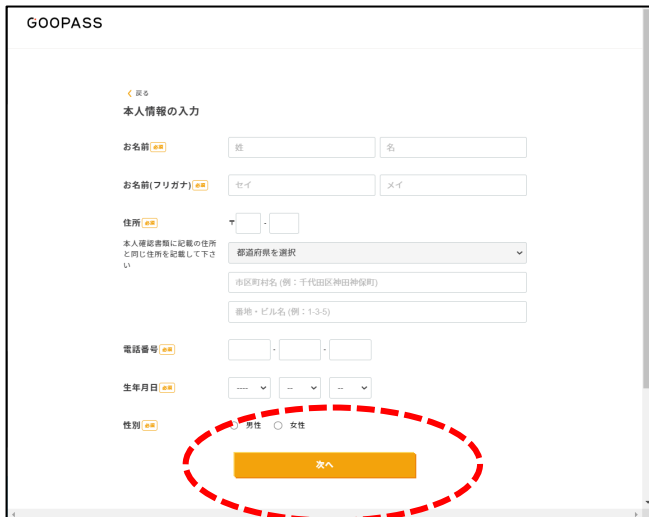 GOOPASS
戻る
本人情報の入力
お名前 必須 姓 名
お名前(フリガナ) 必須 セイ メイ
住所 必須 〒 -
本人確認書類に記載の住所
と同じ住所を記載して下さ
い
都道府県を選択
市区町村名 (例：千代田区神田神保町)
番地・ビル名 (例：1-3-5)
電話番号 必須 - -
生年月日 必須 ---- -- --
性別 必須 男性 女性
次へ